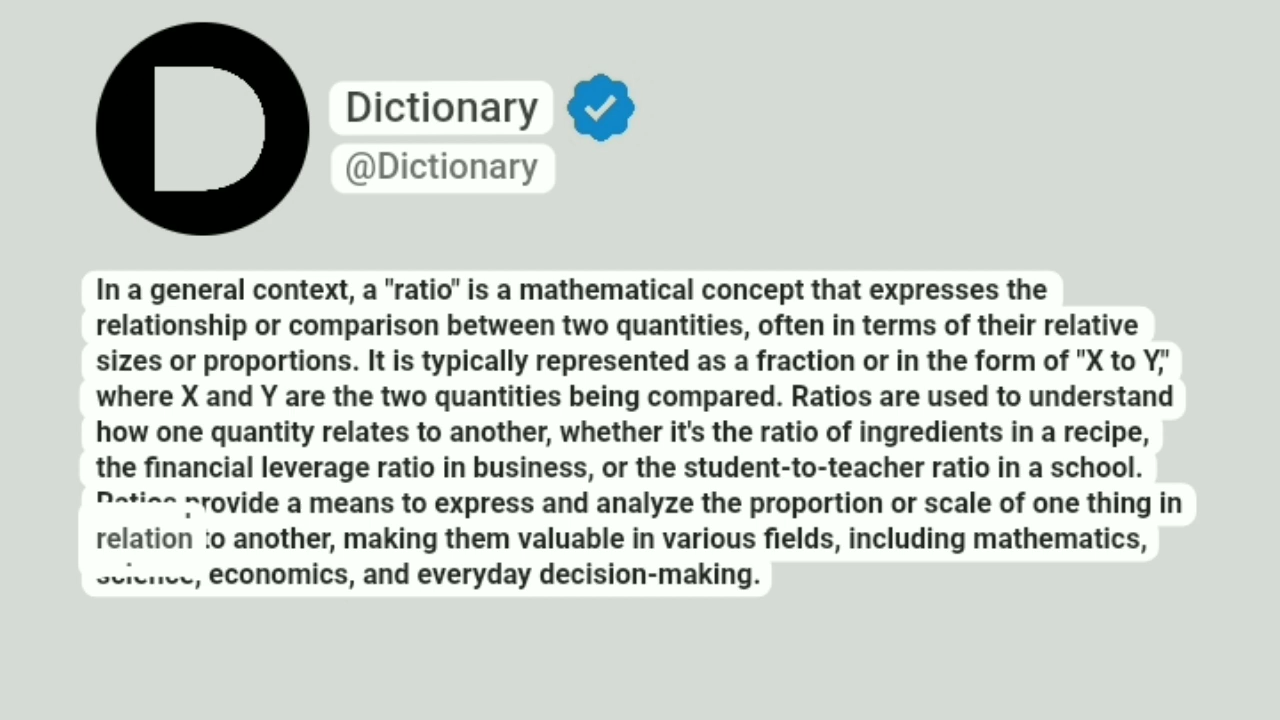 D
Dictionary
@Dictionary
In a general context, a "ratio" is a mathematical concept that expresses the
relationship or comparison between two quantities, often in terms of their relative
sizes or proportions. It is typically represented as a fraction or in the form of "X to Y,"
where X and Y are the two quantities being compared. Ratios are used to understand
how one quantity relates to another, whether it's the ratio of ingredients in a recipe,
the financial leverage ratio in business, or the student-to-teacher ratio in a school.
Ratios provide a means to express and analyze the proportion or scale of one thing in
relation to another, making them valuable in various fields, including mathematics,
science, economics, and everyday decision-making.